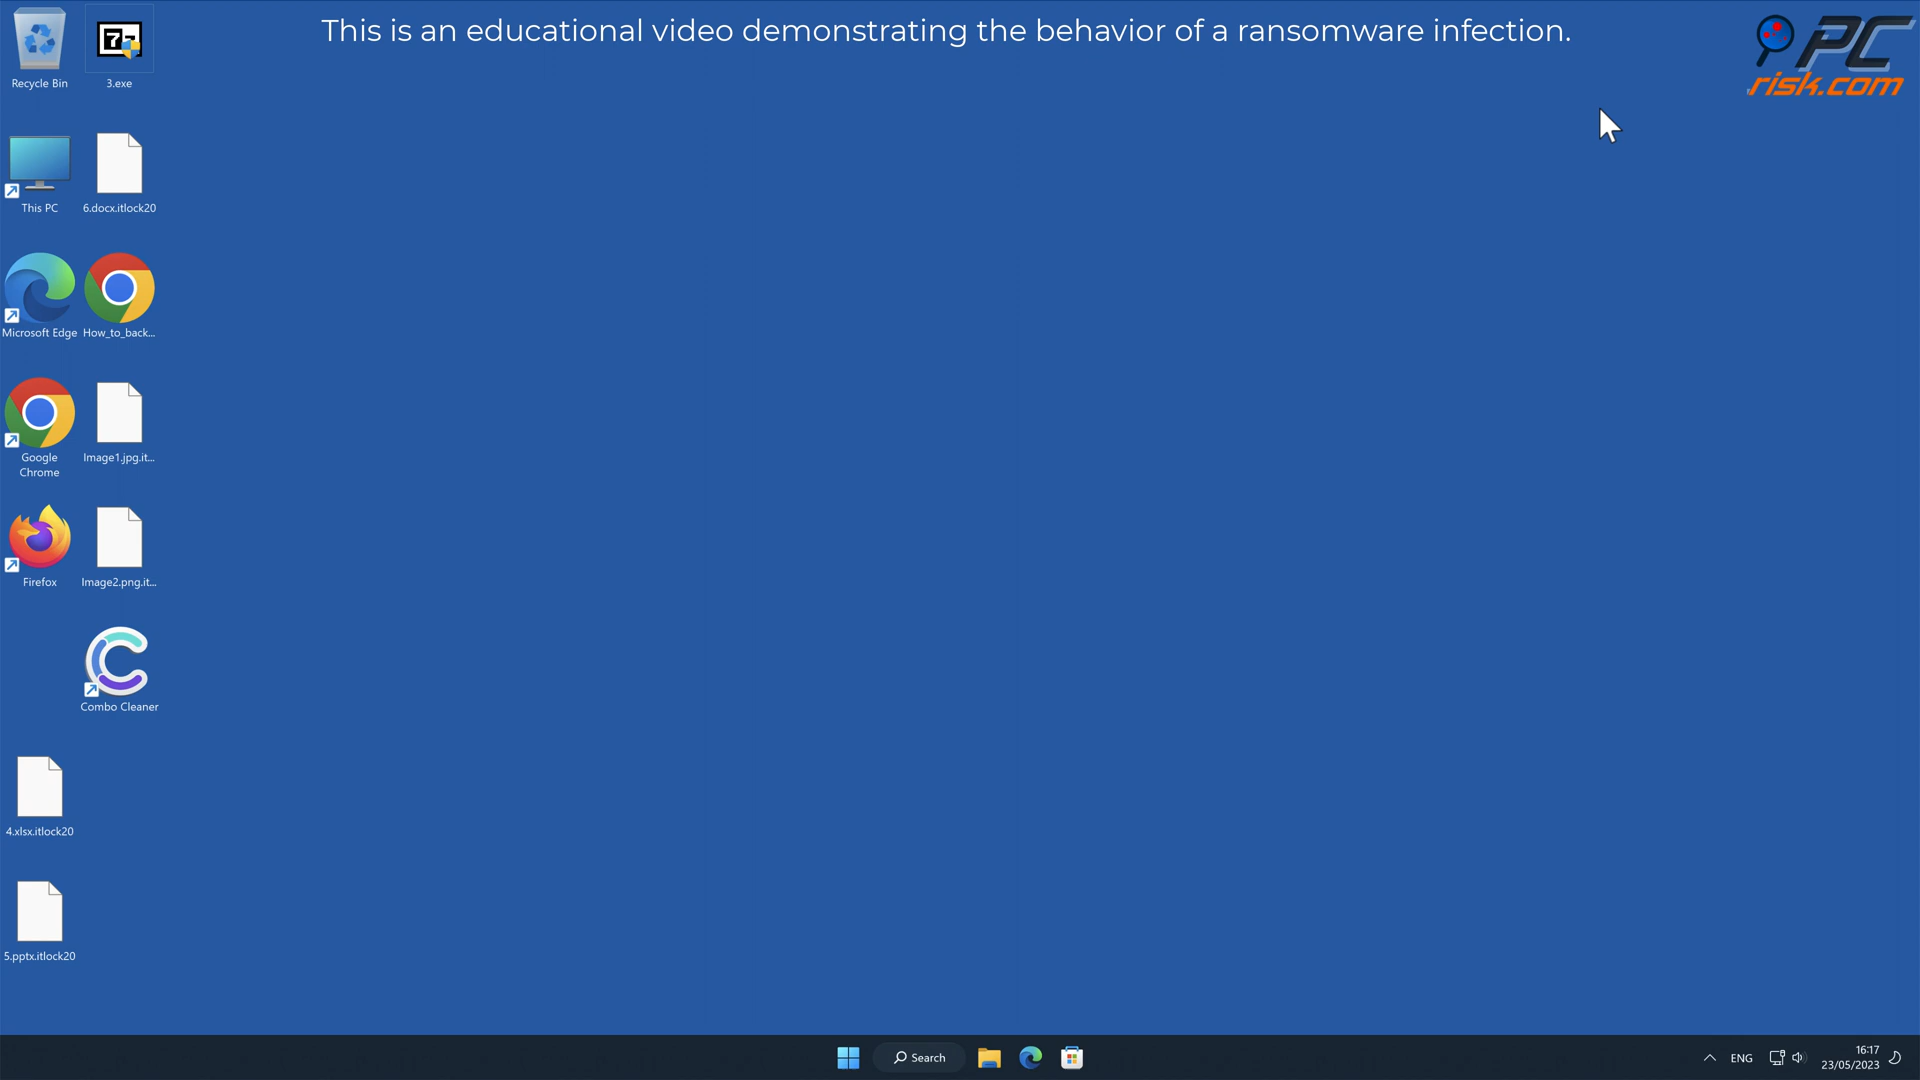 This is an educational video demonstrating the behavior of a ransomware infection.
PC
risk.com
Recycle Bin
3.exe
This PC
6.docx.itlock20
Microsoft Edge
How_to_back...
Google
Chrome
Image1.jpg.it...
Firefox
Image2.png.it...
Combo Cleaner
4.xlsx.itlock20
5.pptx.itlock20
Search
ENG
16:17
23/05/2023